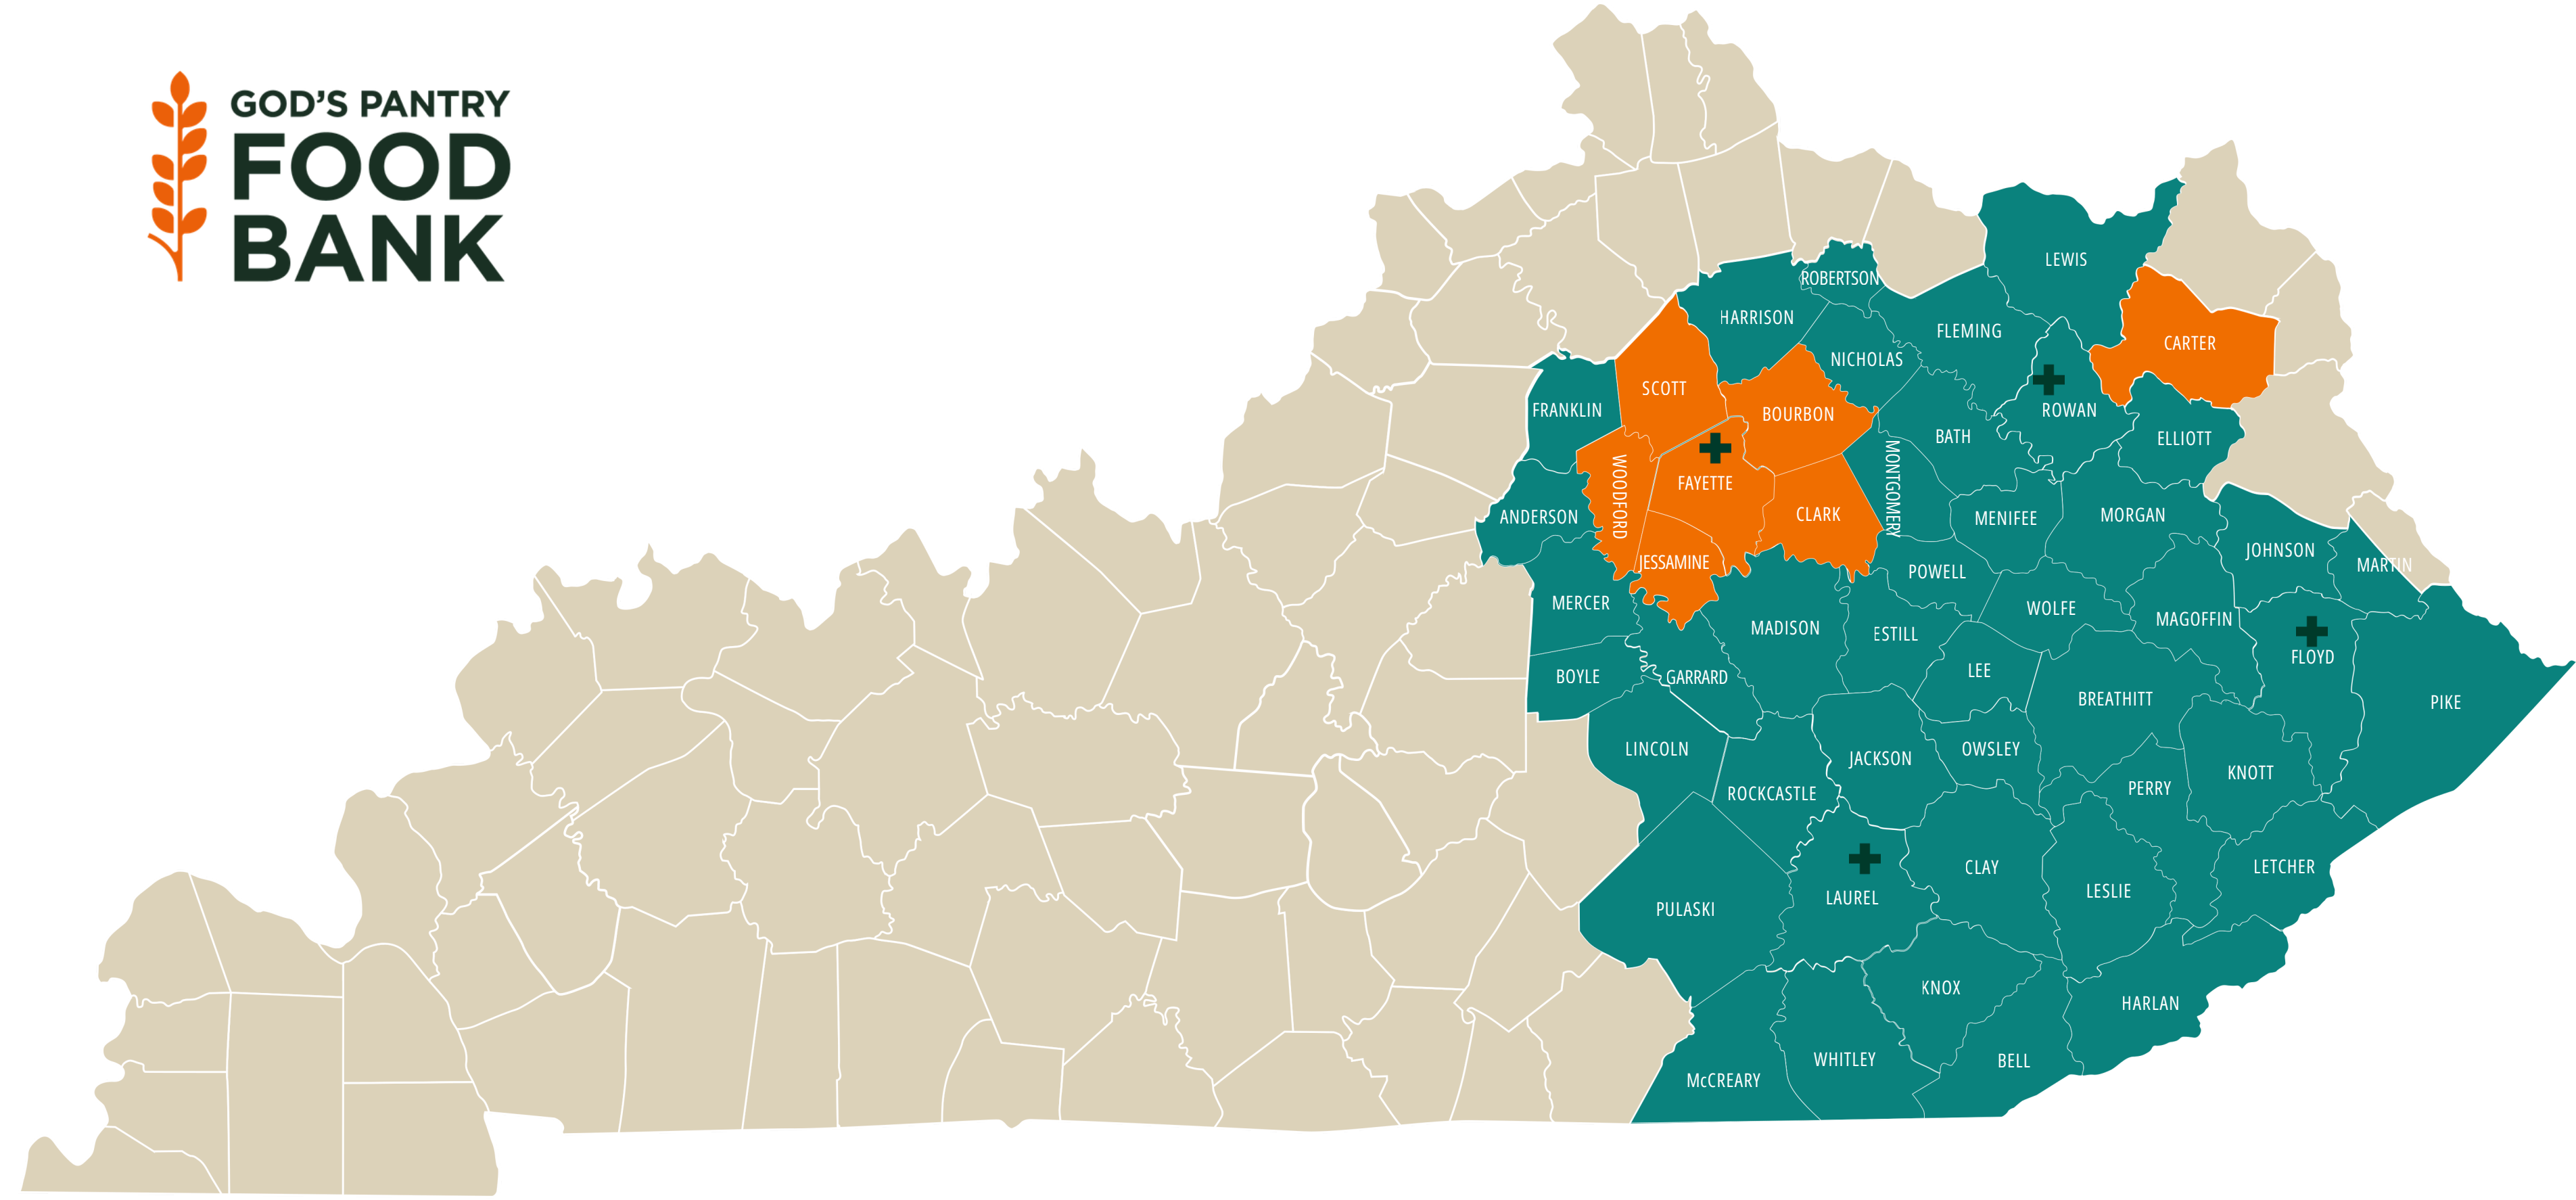 GOD'S PANTRY
FOOD
BANK
LEWIS
ROBERTSON
HARRISON
FLEMING
CARTER
NICHOLAS
SCOTT
FRANKLIN
BOURBON
ROWAN
BATH
ELLIOTT
MONTGOMERY
WOODFORD
FAYETTE
ANDERSON
CLARK
MENIFEE
MORGAN
JOHNSON
MARTIN
JESSAMINE
POWELL
MERCER
WOLFE
MAGOFFIN
MADISON
ESTILL
FLOYD
LEE
BOYLE
GARRARD
BREATHITT
PIKE
LINCOLN
JACKSON
OWSLEY
KNOTT
ROCKCASTLE
PERRY
CLAY
LETCHER
LESLIE
LAUREL
PULASKI
KNOX
HARLAN
WHITLEY
BELL
McCREARY